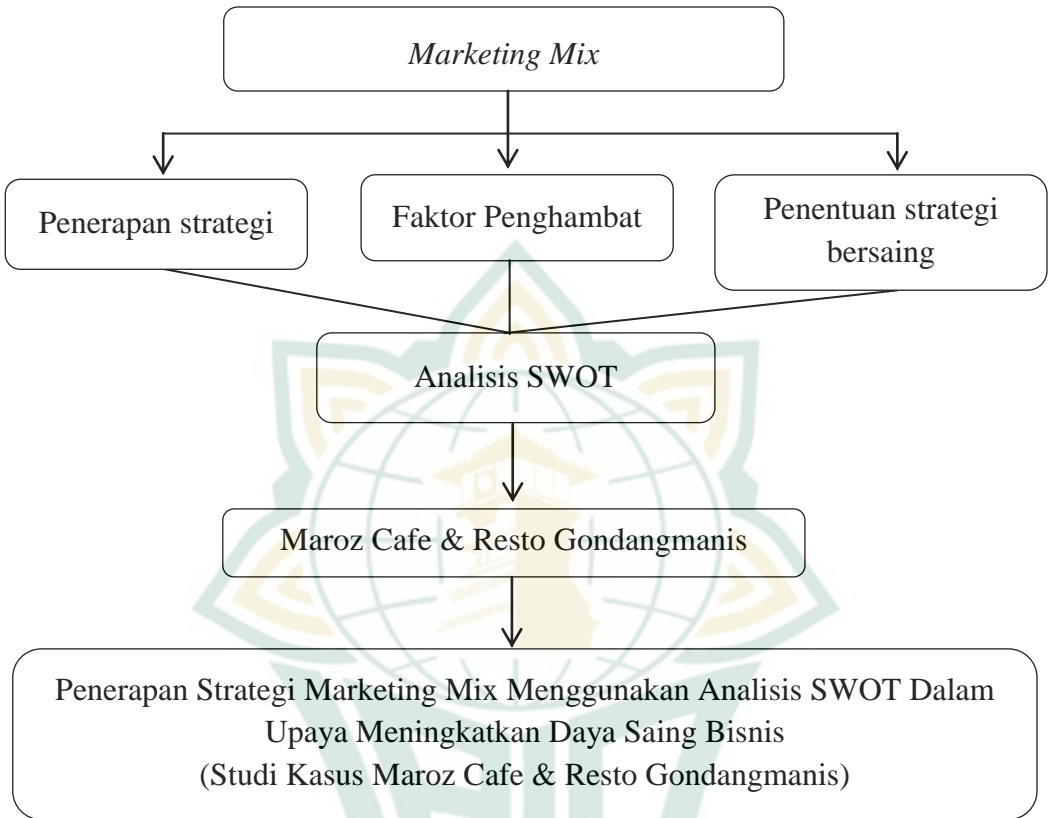 Marketing Mix
Penerapan strategi
Faktor Penghambat
Penentuan strategi
bersaing
Analisis SWOT
Maroz Cafe & Resto Gondangmanis
Penerapan Strategi Marketing Mix Menggunakan Analisis SWOT Dalam
Upaya Meningkatkan Daya Saing Bisnis
(Studi Kasus Maroz Cafe & Resto Gondangmanis)